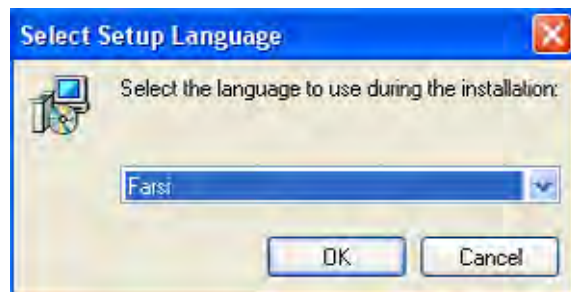 Select Setup Language
Select the language to use during the installation:
Farsi
OK
Cancel